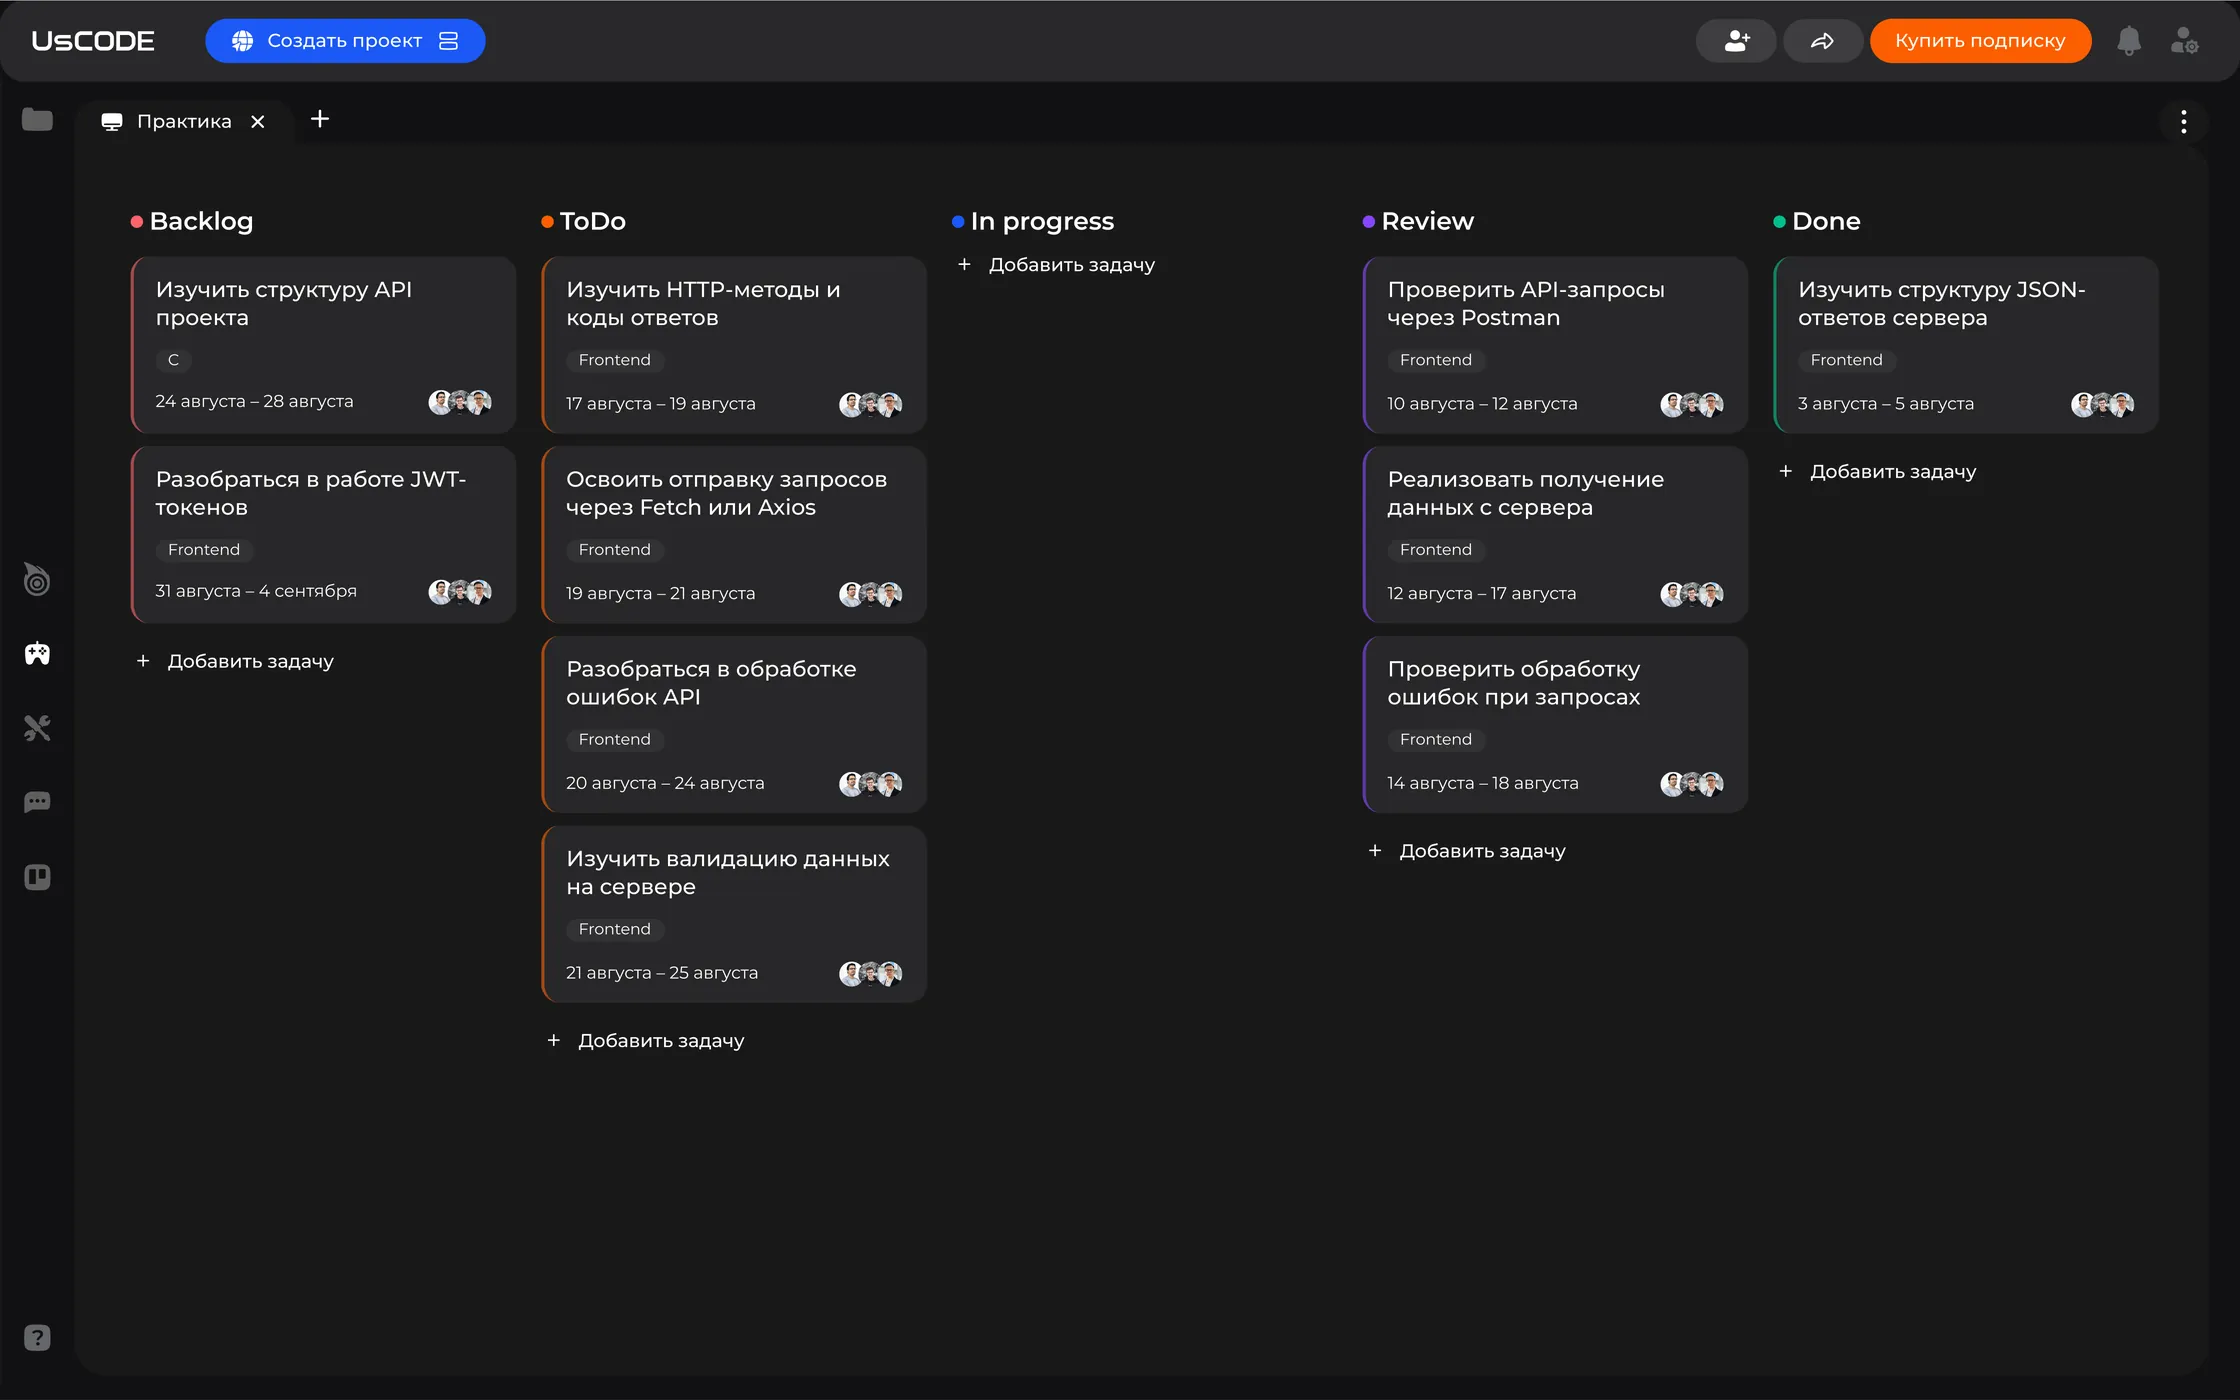 UsCODE
Создать проект
Купить подписку
Практика
Backlog
Изучить структуру API
проекта
C
24 августа – 28 августа
Разобраться в работе JWT-
токенов
Frontend
31 августа – 4 сентября
+ Добавить задачу
ToDo
Изучить HTTP-методы и
коды ответов
Frontend
17 августа – 19 августа
Освоить отправку запросов
через Fetch или Axios
Frontend
19 августа – 21 августа
Разобраться в обработке
ошибок API
Frontend
20 августа – 24 августа
Изучить валидацию данных
на сервере
Frontend
21 августа – 25 августа
+ Добавить задачу
In progress
+ Добавить задачу
Review
Проверить API-запросы
через Postman
Frontend
10 августа – 12 августа
Реализовать получение
данных с сервера
Frontend
12 августа – 17 августа
Проверить обработку
ошибок при запросах
Frontend
14 августа – 18 августа
+ Добавить задачу
Done
Изучить структуру JSON-
ответов сервера
Frontend
3 августа – 5 августа
+ Добавить задачу